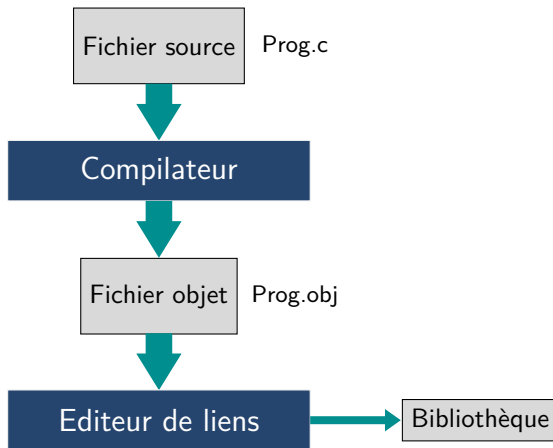 Fichier source Prog.c
Compilateur
Fichier objet Prog.obj
Editeur de liens Bibliothèque